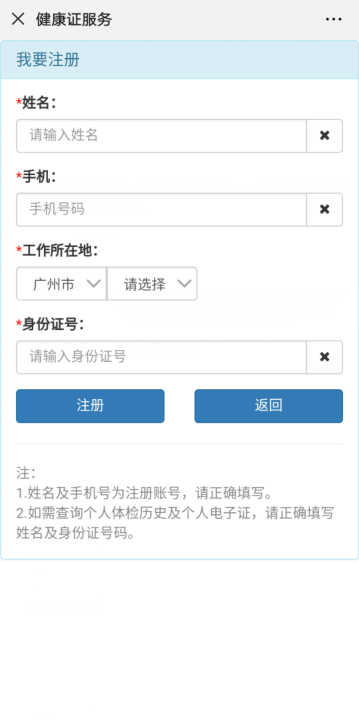 健康证服务
我要注册
*姓名：
请输入姓名
*手机：
手机号码
*工作所在地：
广州市 请选择
*身份证号：
请输入身份证号
注册 返回
注：
1.姓名及手机号为注册账号，请正确填写。
2.如需查询个人体检历史及个人电子证，请正确填写
姓名及身份证号码。